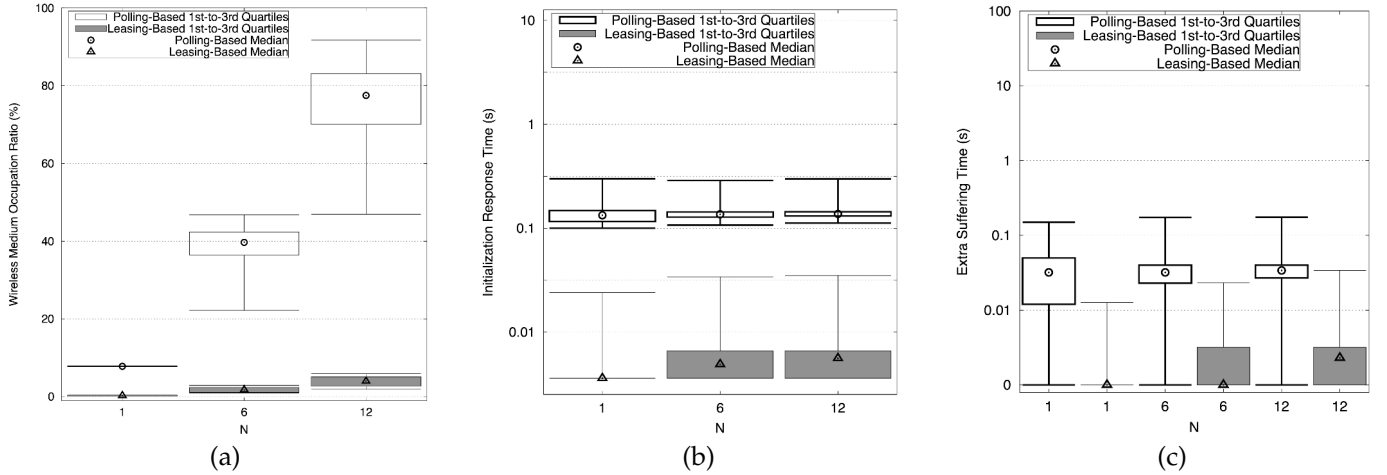 Polling-Based 1st-to-3rd Quartiles
Leasing-Based 1st-to-3rd Quartiles
Polling-Based Median
Leasing-Based Median
100
80
60
40
20
0
Wireless Medium Occupation Ratio (%)
1 6 12
N
(a)
Polling-Based 1st-to-3rd Quartiles
Leasing-Based 1st-to-3rd Quartiles
Polling-Based Median
Leasing-Based Median
10
1
0.1
0.01
Initialization Response Time (s)
1 6 12
N
(b)
Polling-Based 1st-to-3rd Quartiles
Leasing-Based 1st-to-3rd Quartiles
Polling-Based Median
Leasing-Based Median
100
10
1
0.1
0.01
0
Extra Suffering Time (s)
1 1 6 6 12 12
N
(c)